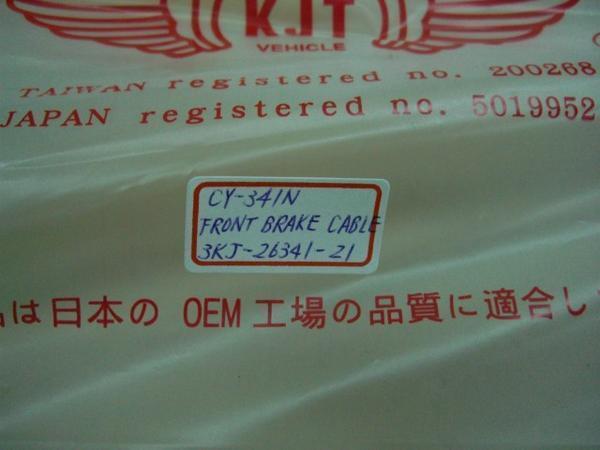 KJT
VEHICLE
TAIWAN registered no. 200268
JAPAN registered no. 5019952
CY-341N
FRONT BRAKE CABLE
3KJ-26341-21
は日本の OEM 工場の品質に適合し